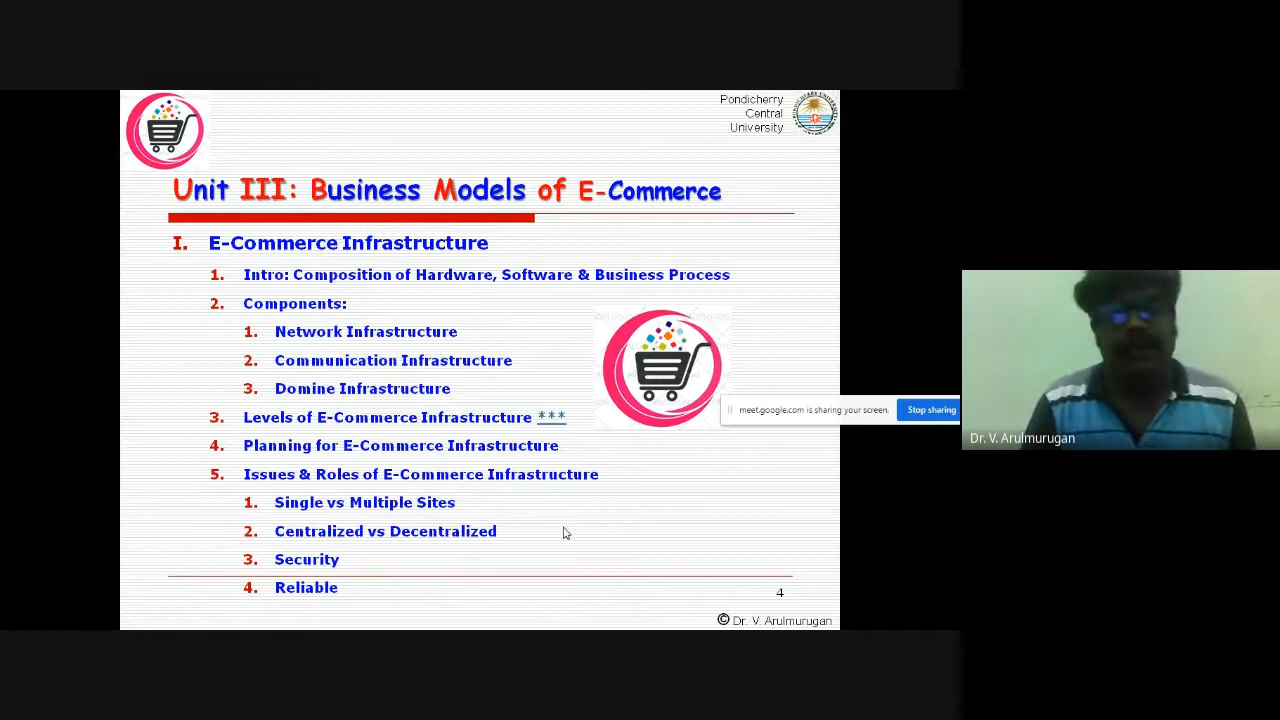 Pondicherry
Central
University
Unit III: Business Models of E-Commerce
I. E-Commerce Infrastructure
1. Intro: Composition of Hardware, Software & Business Process
2. Components:
1. Network Infrastructure
2. Communication Infrastructure
3. Domine Infrastructure
3. Levels of E-Commerce Infrastructure ***
4. Planning for E-Commerce Infrastructure
5. Issues & Roles of E-Commerce Infrastructure
1. Single vs Multiple Sites
2. Centralized vs Decentralized
3. Security
4. Reliable
4
© Dr. V. Arulmurugan
meet.google.com is sharing your screen. Stop sharing
Dr. V. Arulmurugan